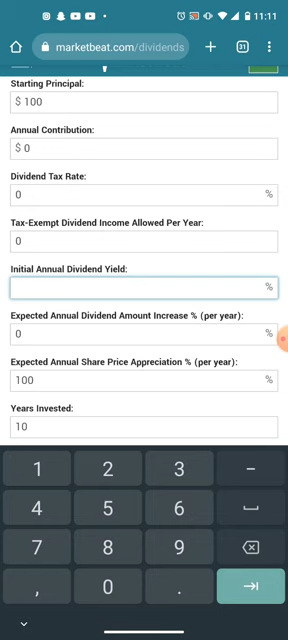 11:11
marketbeat.com/dividends
31
Starting Principal:
$ 100
Annual Contribution:
$ 0
Dividend Tax Rate:
0 %
Tax-Exempt Dividend Income Allowed Per Year:
0
Initial Annual Dividend Yield:
%
Expected Annual Dividend Amount Increase % (per year):
0 %
Expected Annual Share Price Appreciation % (per year):
100 %
Years Invested:
10
1 2 3 -
4 5 6
7 8 9
, 0 .